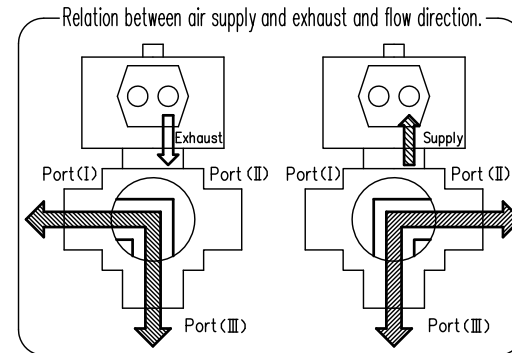 Relation between air supply and exhaust and flow direction.
Exhaust
Port(Ⅰ)
Port(Ⅱ)
Port(Ⅲ)
Supply
Port(Ⅰ)
Port(Ⅱ)
Port(Ⅲ)